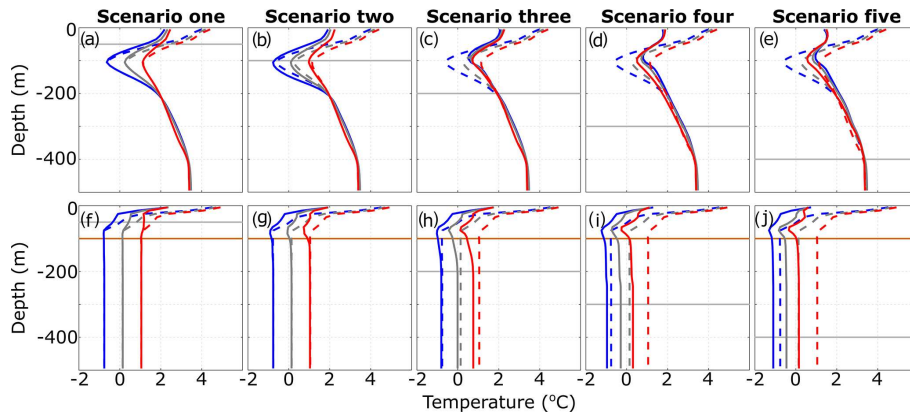 Scenario one Scenario two Scenario three Scenario four Scenario five
(a) (b) (c) (d) (e)
0
-200
-400
Depth (m)
(f) (g) (h) (i) (j)
0
-200
-400
Depth (m)
-2 0 2 4 -2 0 2 4 -2 0 2 4 -2 0 2 4 -2 0 2 4
Temperature (°C)